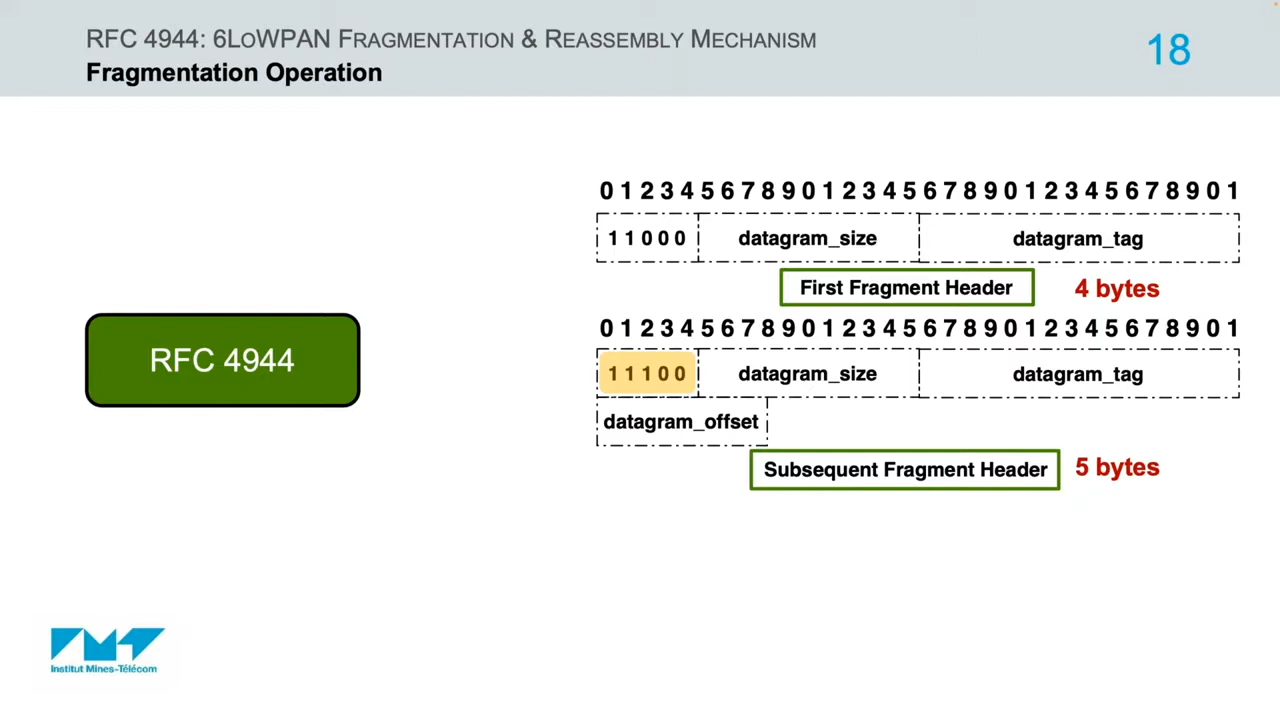 RFC 4944: 6LoWPAN Fragmentation & Reassembly Mechanism
Fragmentation Operation
18
RFC 4944
0 1 2 3 4 5 6 7 8 9 0 1 2 3 4 5 6 7 8 9 0 1 2 3 4 5 6 7 8 9 0 1
1 1 0 0 0 datagram_size datagram_tag
First Fragment Header 4 bytes
0 1 2 3 4 5 6 7 8 9 0 1 2 3 4 5 6 7 8 9 0 1 2 3 4 5 6 7 8 9 0 1
1 1 1 0 0 datagram_size datagram_tag
datagram_offset
Subsequent Fragment Header 5 bytes
IMT
Institut Mines-Télécom